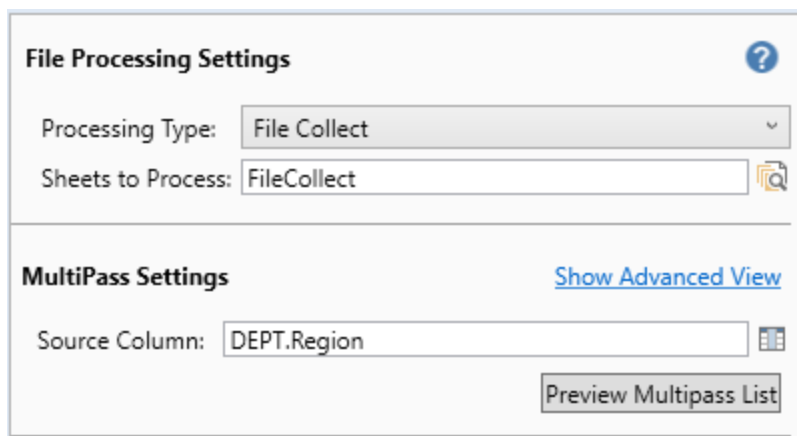 File Processing Settings
Processing Type: File Collect
Sheets to Process: FileCollect
MultiPass Settings Show Advanced View
Source Column: DEPT.Region
Preview Multipass List